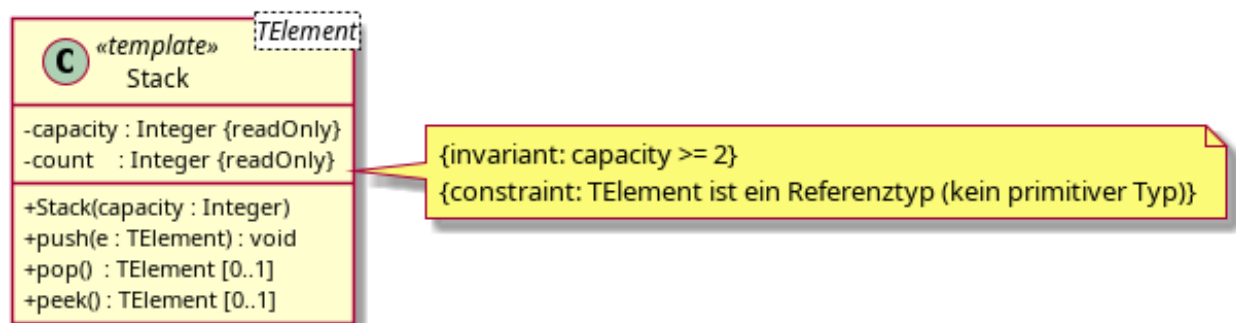 TElement
C
«template»
Stack
-capacity : Integer {readOnly}
-count : Integer {readOnly}
+Stack(capacity : Integer)
+push(e : TElement) : void
+pop() : TElement [0..1]
+peek() : TElement [0..1]
{invariant: capacity >= 2}
{constraint: TElement ist ein Referenztyp (kein primitiver Typ)}